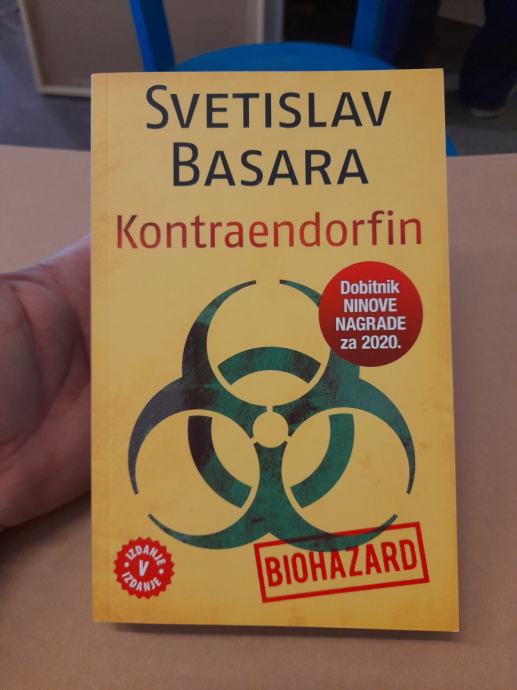 SVETISLAV
BASARA
Kontraendorfin
Dobitnik
NINOVE
NAGRADE
za 2020.
IZDANJE
V
IZDANJE
BIOHAZARD